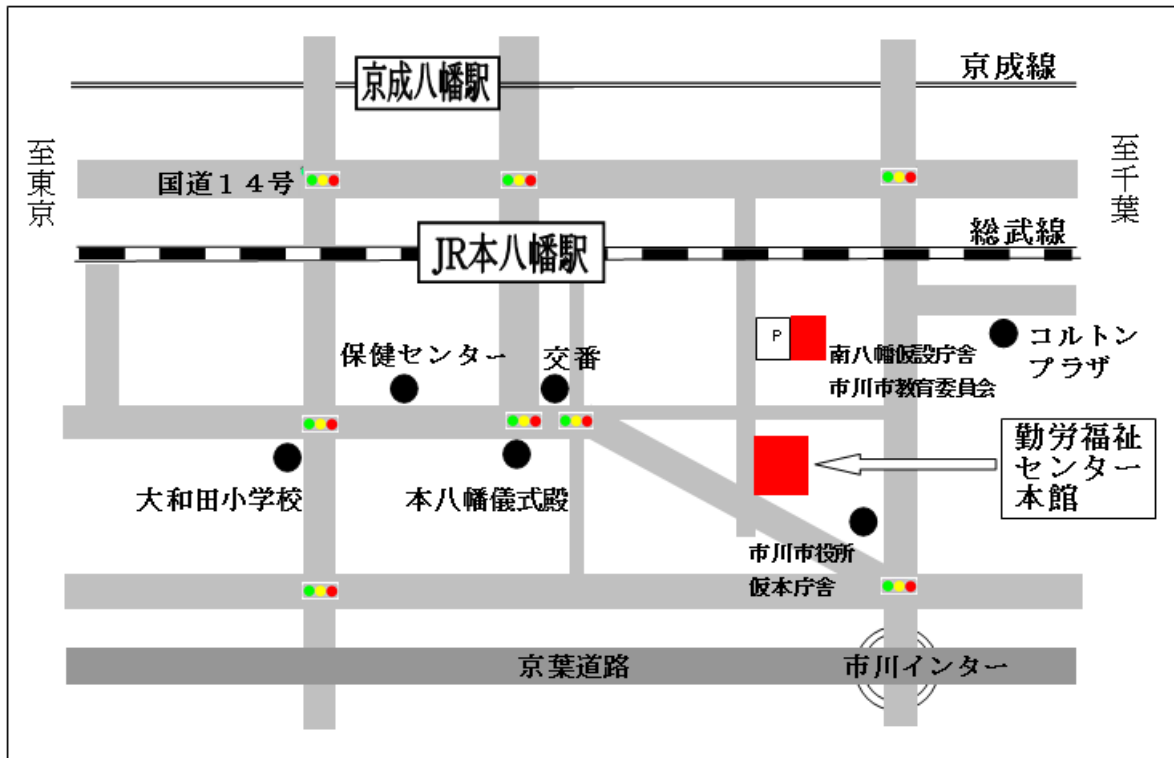 京成線
京成八幡駅
至東京
至千葉
国道14号
総武線
JR本八幡駅
P
保健センター
交番
南八幡仮設庁舎
市川市教育委員会
コルトン
プラザ
勤労福祉
センター
本館
大和田小学校
本八幡儀式殿
市川市役所
仮本庁舎
京葉道路
市川インター